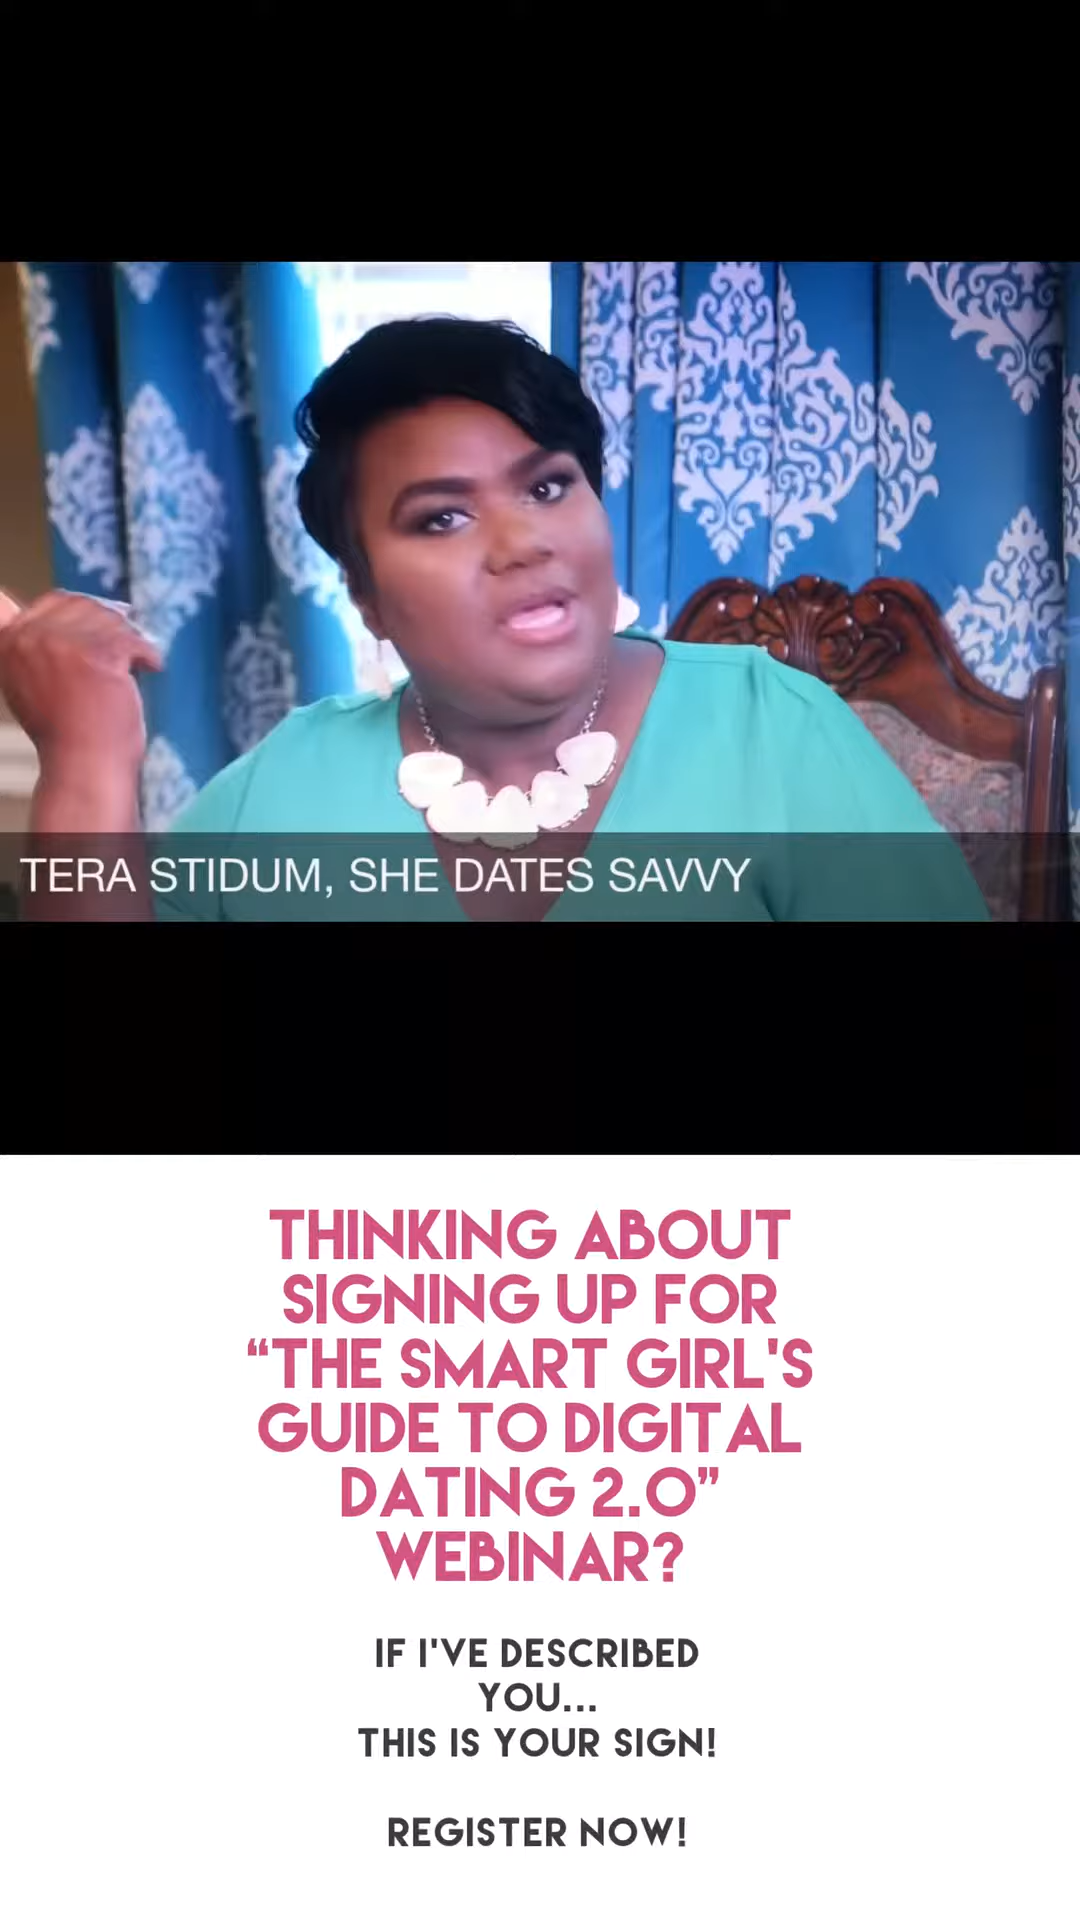 TERA STIDUM, SHE DATES SAVVY
THINKING ABOUT
SIGNING UP FOR
“THE SMART GIRL'S
GUIDE TO DIGITAL
DATING 2.0”
WEBINAR?
IF I'VE DESCRIBED
YOU...
THIS IS YOUR SIGN!
REGISTER NOW!